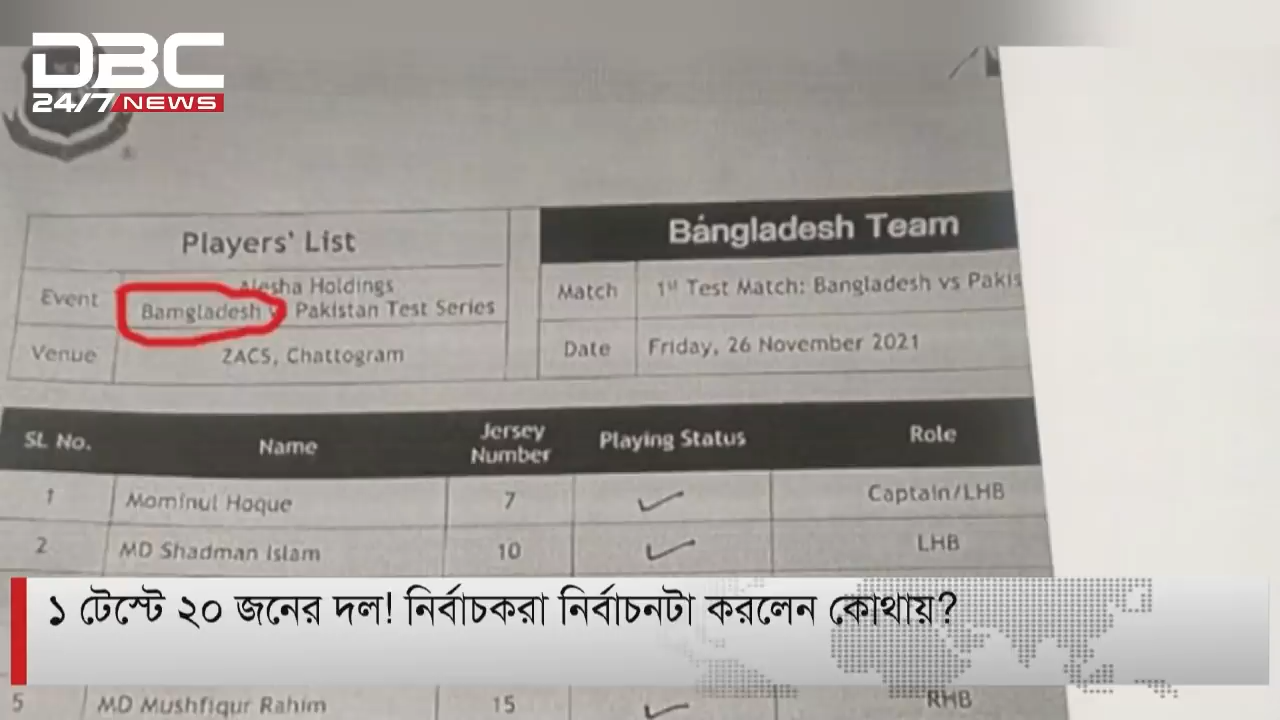 DBC
24/7 NEWS
Players' List
Event
Alesha Holdings
Bamgladesh v Pakistan Test Series
Venue
ZACS, Chattogram
Bángladesh Team
Match
1st Test Match: Bangladesh vs Pakis
Date
Friday, 26 November 2021
SL No.
Name
Jersey
Number
Playing Status
Role
1
Mominul Hoque
7
Captain/LHB
2
MD Shadman Islam
10
LHB
১ টেস্টে ২০ জনের দল! নির্বাচকরা নির্বাচনটা করলেন কোথায়?
5
MD Mushfiqur Rahim
15
RHB